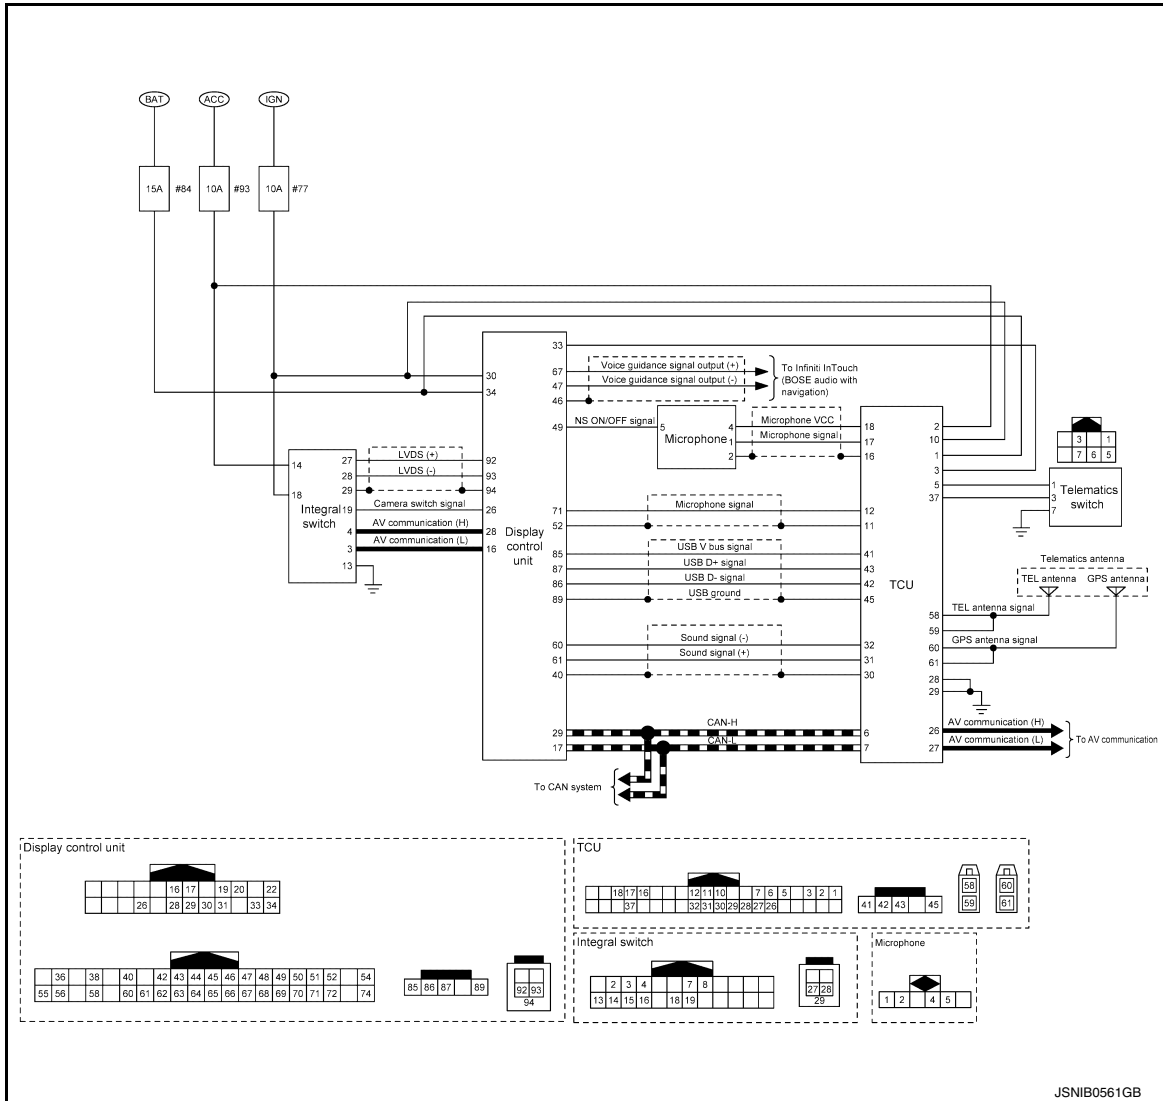 BAT ACC IGN
15A #84 10A #93 10A #77
33
67 Voice guidance signal output (+)
47 Voice guidance signal output (-)
46
To Infiniti InTouch
(BOSE audio with
navigation)
30
34
49 NS ON/OFF signal 5
Microphone
4 Microphone VCC 18
1 Microphone signal 17
2 16
2
10
1
3
5 1
37 3
7
Telematics
switch
3 1
7 6 5
14
18
Integral
switch
27 LVDS (+) 92
28 LVDS (-) 93
29 94
19 Camera switch signal 26
4 AV communication (H) 28
3 AV communication (L) 16
13
Display
control
unit
71 Microphone signal 12
52 11
85 USB V bus signal 41
87 USB D+ signal 43
86 USB D- signal 42
89 USB ground 45
TCU
60 Sound signal (-) 32
61 Sound signal (+) 31
40 30
Telematics antenna
TEL antenna GPS antenna
58 TEL antenna signal
59
60 GPS antenna signal
61
28
29
29 CAN-H 6
17 CAN-L 7
26 AV communication (H)
27 AV communication (L)
To AV communication
To CAN system
Display control unit
16 17 19 20 22
26 28 29 30 31 33 34
36 38 40 42 43 44 45 46 47 48 49 50 51 52 54
55 56 58 60 61 62 63 64 65 66 67 68 69 70 71 72 74
85 86 87 89
92 93
94
TCU
18 17 16 12 11 10 7 6 5 3 2 1
37 32 31 30 29 28 27 26
41 42 43 45
58
59
60
61
Integral switch
2 3 4 7 8
13 14 15 16 18 19
27 28
29
Microphone
1 2 4 5
JSNIB0561GB